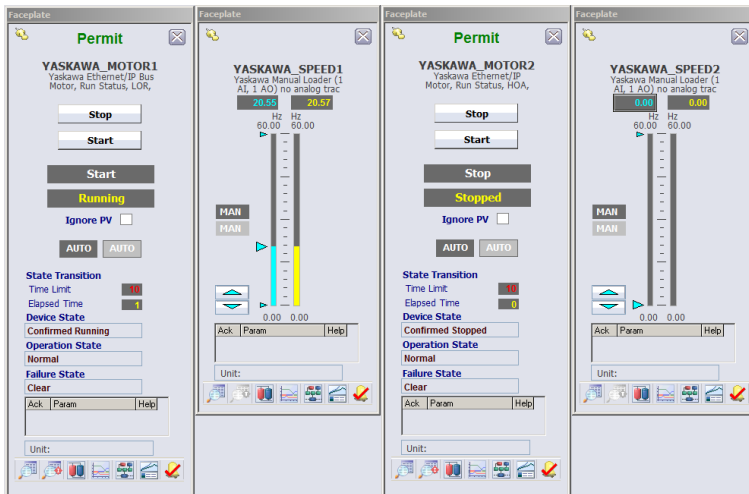 Faceplate
Permit
YASKAWA_MOTOR1
Yaskawa Ethernet/IP Bus
Motor, Run Status, LOR,
Stop
Start
Start
Running
Ignore PV
AUTO AUTO
State Transition
Time Limit 10
Elapsed Time 1
Device State
Confirmed Running
Operation State
Normal
Failure State
Clear
Ack Param Help
Unit:
Faceplate
YASKAWA_SPEED1
Yaskawa Manual Loader (1
AI, 1 AO) no analog trac
20.55 20.57
Hz Hz
60.00 60.00
MAN
MAN
0.00 0.00
Ack Param Help
Unit:
Faceplate
Permit
YASKAWA_MOTOR2
Yaskawa Ethernet/IP
Motor, Run Status, HOA,
Stop
Start
Stop
Stopped
Ignore PV
AUTO AUTO
State Transition
Time Limit 10
Elapsed Time 0
Device State
Confirmed Stopped
Operation State
Normal
Failure State
Clear
Ack Param Help
Unit:
Faceplate
YASKAWA_SPEED2
Yaskawa Manual Loader (1
AI, 1 AO) no analog trac
0.00 0.00
Hz Hz
60.00 60.00
MAN
MAN
0.00 0.00
Ack Param Help
Unit: